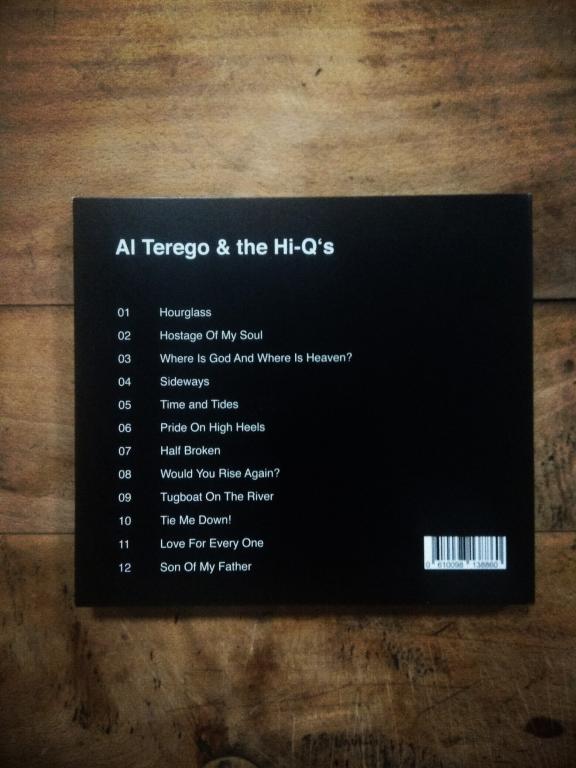 Al Terego & the Hi-Q‘s
01 Hourglass
02 Hostage Of My Soul
03 Where Is God And Where Is Heaven?
04 Sideways
05 Time and Tides
06 Pride On High Heels
07 Half Broken
08 Would You Rise Again?
09 Tugboat On The River
10 Tie Me Down!
11 Love For Every One
12 Son Of My Father
0 610098 138860